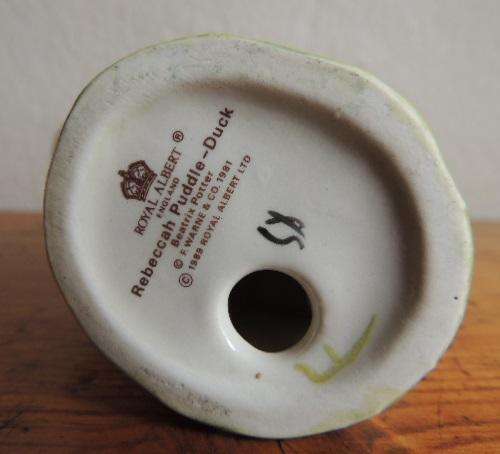 ROYAL ALBERT ®
ENGLAND
Rebeccah Puddle-Duck
Beatrix Potter
© F. WARNE & CO. 1981
© 1989 ROYAL ALBERT LTD